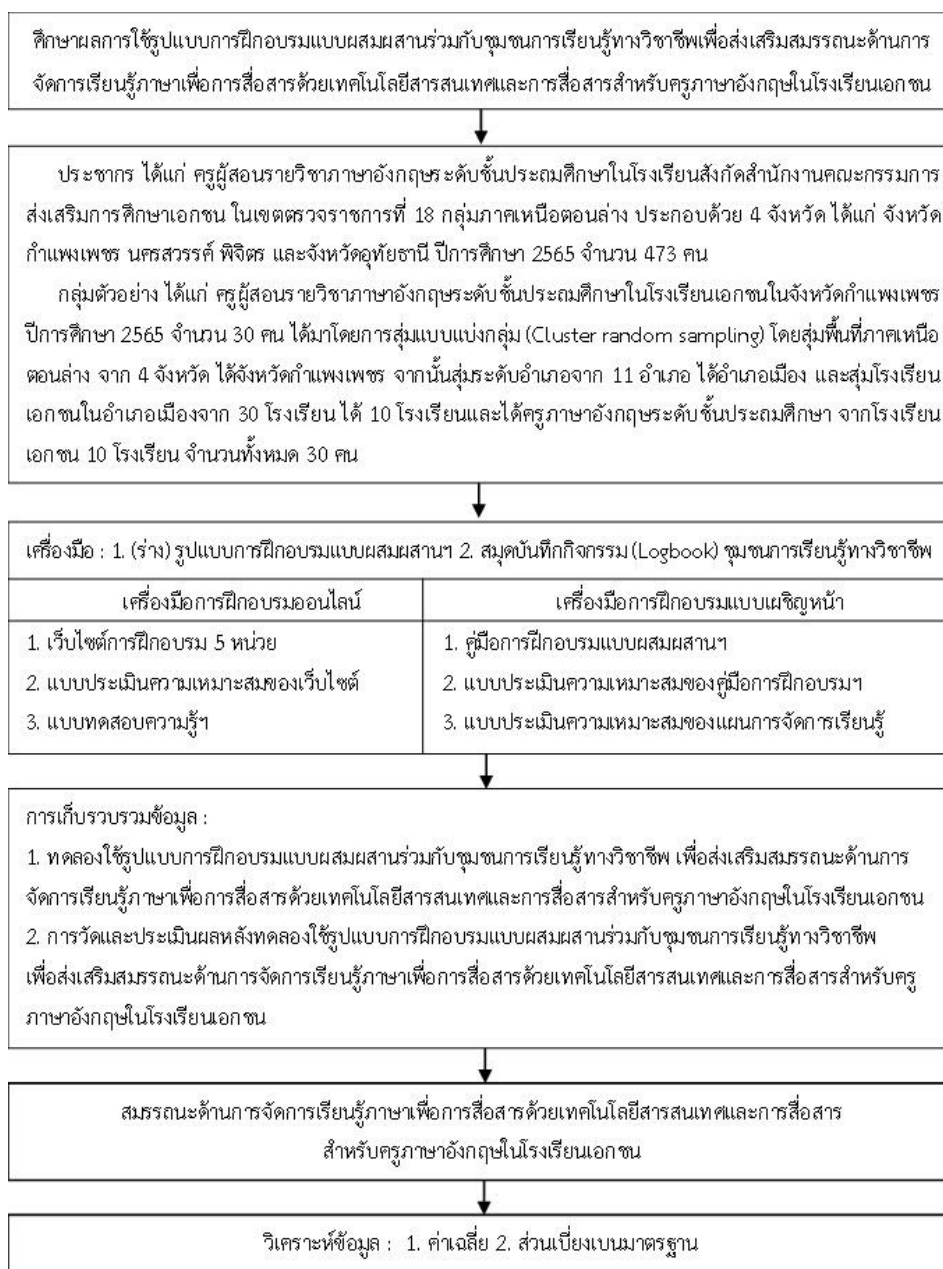 ศึกษาผลการใช้รูปแบบการฝึกอบรมแบบผสมผสานร่วมกับชุมชนการเรียนรู้ทางวิชาชีพเพื่อส่งเสริมสมรรถนะด้านการ
จัดการเรียนรู้ภาษาเพื่อการสื่อสารด้วยเทคโนโลยีสารสนเทศและการสื่อสารสำหรับครูภาษาอังกฤษในโรงเรียนเอกชน
ประชากร ได้แก่ ครูผู้สอนรายวิชาภาษาอังกฤษระดับชั้นประถมศึกษาในโรงเรียนสังกัดสำนักงานคณะกรรมการ
ส่งเสริมการศึกษาเอกชน ในเขตตรวจราชการที่ 18 กลุ่มภาคเหนือตอนล่าง ประกอบด้วย 4 จังหวัด ได้แก่ จังหวัด
กำแพงเพชร นครสวรรค์ พิจิตร และจังหวัดอุทัยธานี ปีการศึกษา 2565 จำนวน 473 คน
กลุ่มตัวอย่าง ได้แก่ ครูผู้สอนรายวิชาภาษาอังกฤษระดับชั้นประถมศึกษาในโรงเรียนเอกชนในจังหวัดกำแพงเพชร
ปีการศึกษา 2565 จำนวน 30 คน ได้มาโดยการสุ่มแบบแบ่งกลุ่ม (Cluster random sampling) โดยสุ่มพื้นที่ภาคเหนือ
ตอนล่าง จาก 4 จังหวัด ได้จังหวัดกำแพงเพชร จากนั้นสุ่มระดับอำเภอจาก 11 อำเภอ ได้อำเภอเมือง และสุ่มโรงเรียน
เอกชนในอำเภอเมืองจาก 30 โรงเรียน ได้ 10 โรงเรียนและได้ครูภาษาอังกฤษระดับชั้นประถมศึกษา จากโรงเรียน
เอกชน 10 โรงเรียน จำนวนทั้งหมด 30 คน
เครื่องมือ : 1. (ร่าง) รูปแบบการฝึกอบรมแบบผสมผสานฯ 2. สมุดบันทึกกิจกรรม (Logbook) ชุมชนการเรียนรู้ทางวิชาชีพ
เครื่องมือการฝึกอบรมออนไลน์
1. เว็บไซต์การฝึกอบรม 5 หน่วย
2. แบบประเมินความเหมาะสมของเว็บไซต์
3. แบบทดสอบความรู้ฯ
เครื่องมือการฝึกอบรมแบบเผชิญหน้า
1. คู่มือการฝึกอบรมแบบผสมผสานฯ
2. แบบประเมินความเหมาะสมของคู่มือการฝึกอบรมฯ
3. แบบประเมินความเหมาะสมของแผนการจัดการเรียนรู้
การเก็บรวบรวมข้อมูล :
1. ทดลองใช้รูปแบบการฝึกอบรมแบบผสมผสานร่วมกับชุมชนการเรียนรู้ทางวิชาชีพ เพื่อส่งเสริมสมรรถนะด้านการ
จัดการเรียนรู้ภาษาเพื่อการสื่อสารด้วยเทคโนโลยีสารสนเทศและการสื่อสารสำหรับครูภาษาอังกฤษในโรงเรียนเอกชน
2. การวัดและประเมินผลหลังทดลองใช้รูปแบบการฝึกอบรมแบบผสมผสานร่วมกับชุมชนการเรียนรู้ทางวิชาชีพ
เพื่อส่งเสริมสมรรถนะด้านการจัดการเรียนรู้ภาษาเพื่อการสื่อสารด้วยเทคโนโลยีสารสนเทศและการสื่อสารสำหรับครู
ภาษาอังกฤษในโรงเรียนเอกชน
สมรรถนะด้านการจัดการเรียนรู้ภาษาเพื่อการสื่อสารด้วยเทคโนโลยีสารสนเทศและการสื่อสาร
สำหรับครูภาษาอังกฤษในโรงเรียนเอกชน
วิเคราะห์ข้อมูล : 1. ค่าเฉลี่ย 2. ส่วนเบี่ยงเบนมาตรฐาน